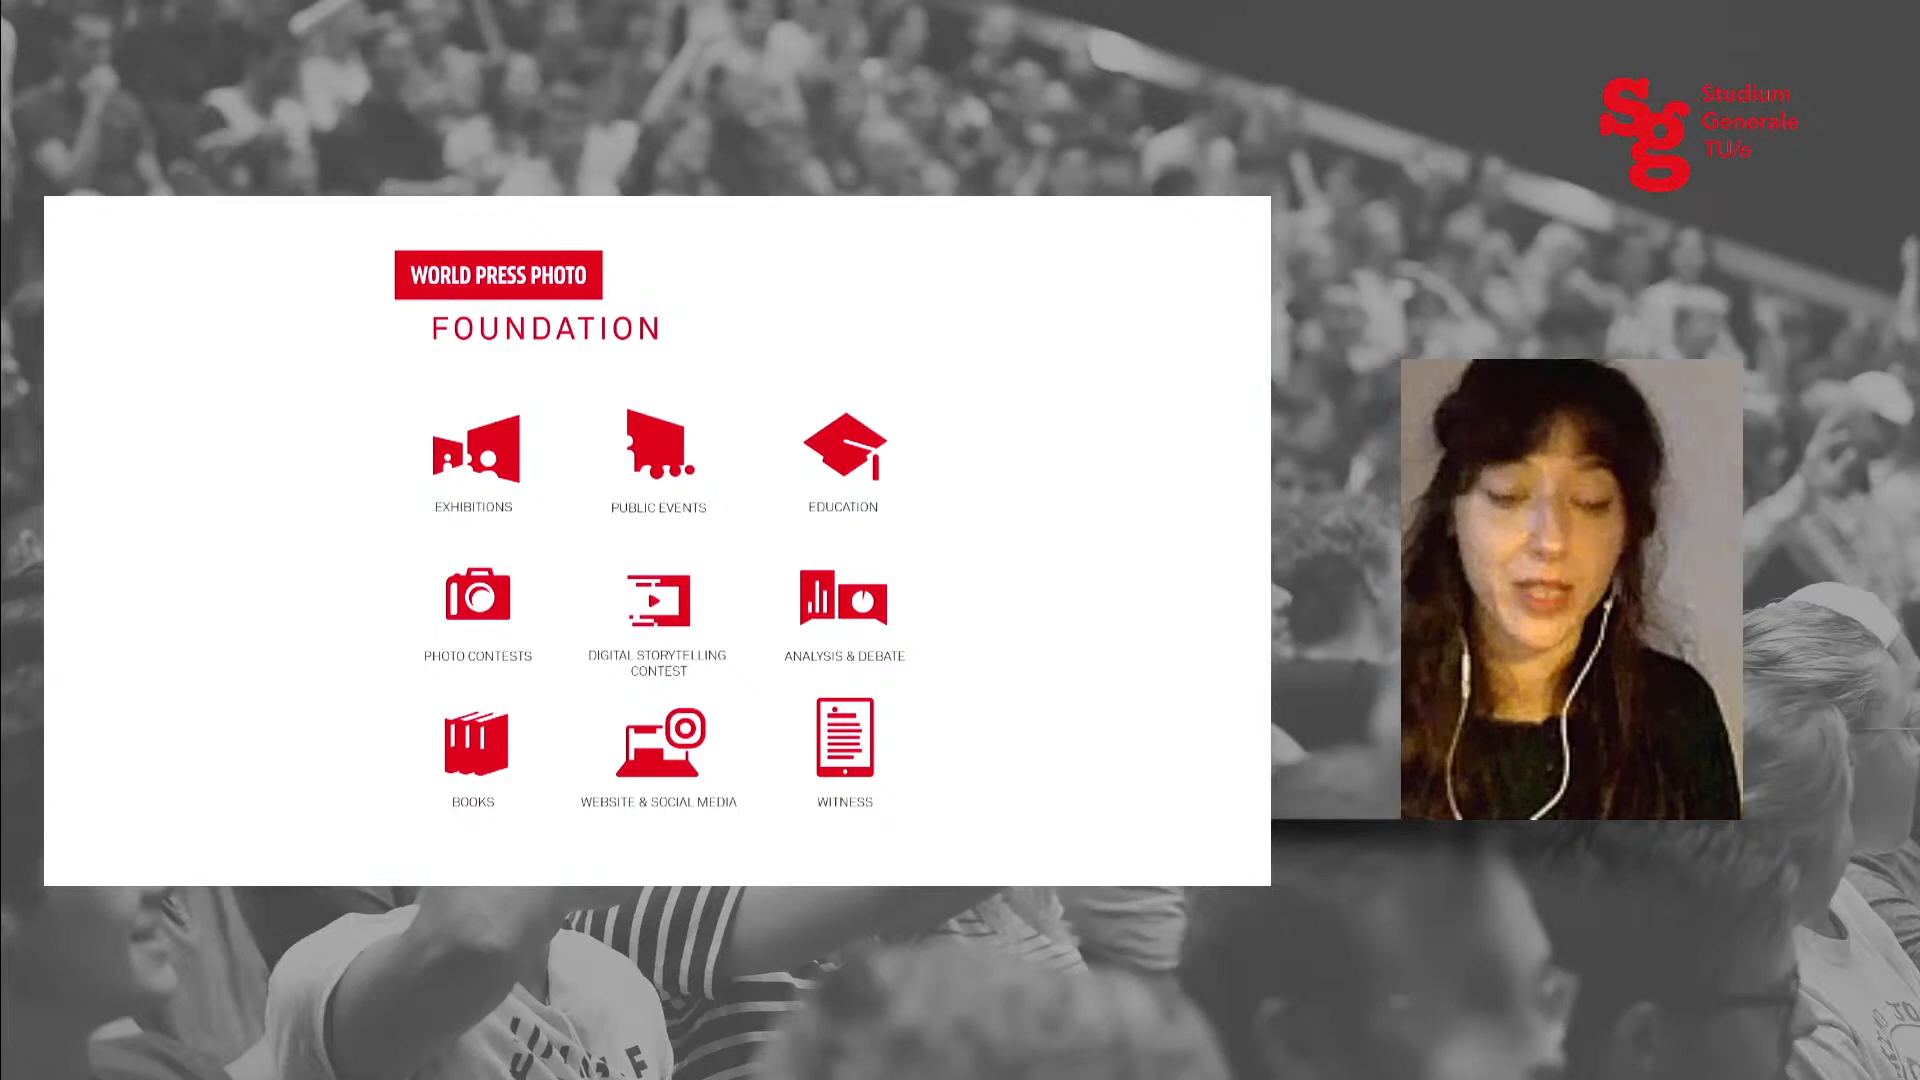 Studium
Generale
TU/e
sg
WORLD PRESS PHOTO
FOUNDATION
EXHIBITIONS
PUBLIC EVENTS
EDUCATION
PHOTO CONTESTS
DIGITAL STORYTELLING
CONTEST
ANALYSIS & DEBATE
BOOKS
WEBSITE & SOCIAL MEDIA
WITNESS